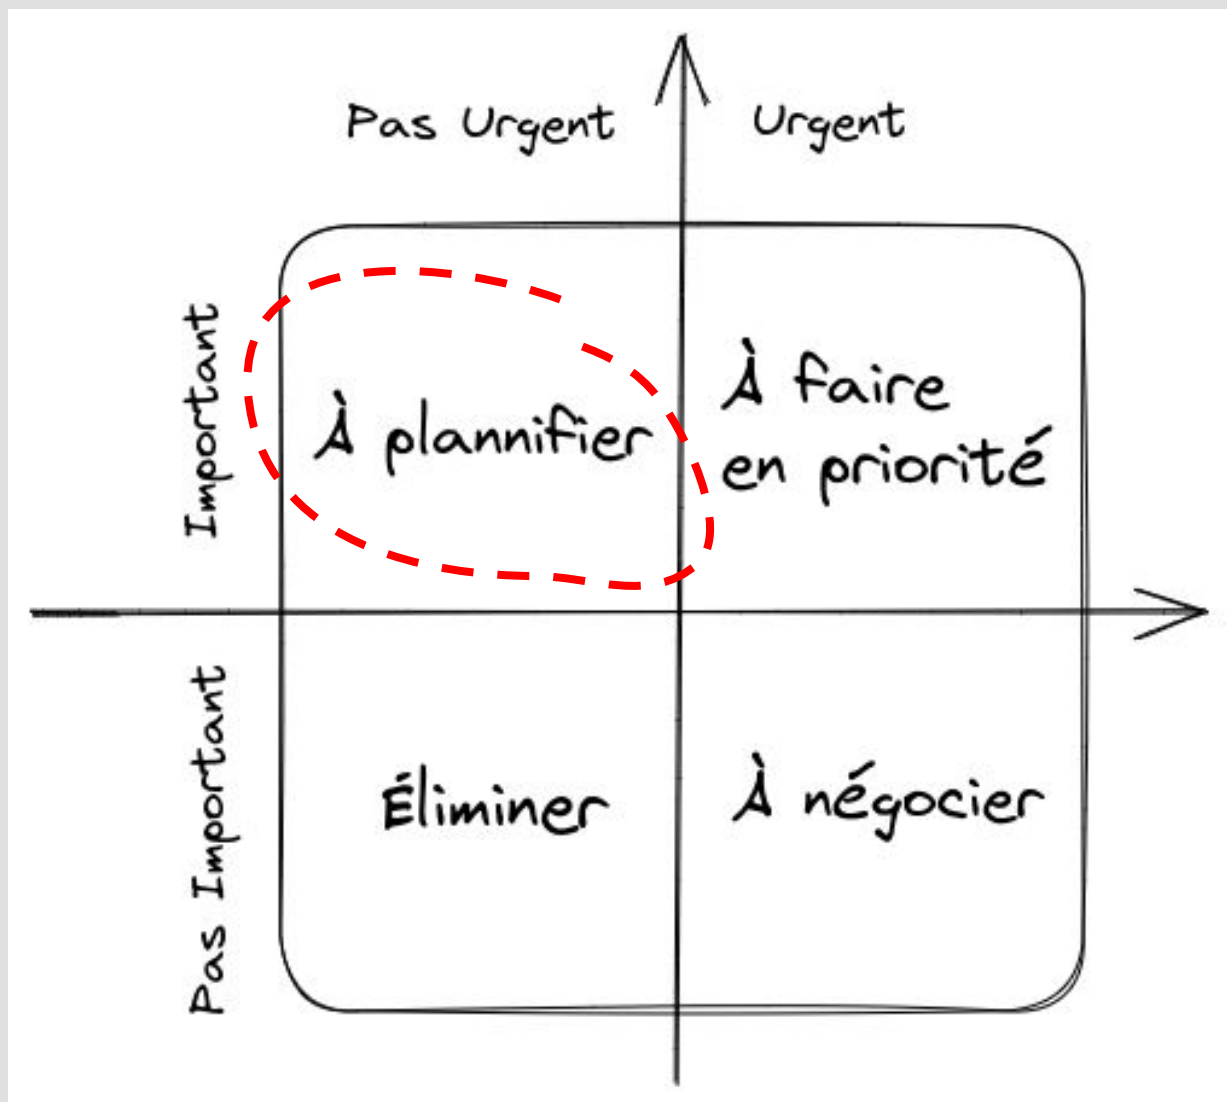 Pas Urgent
Urgent
Important
À plannifier
À faire
en priorité
Pas Important
Éliminer
À négocier